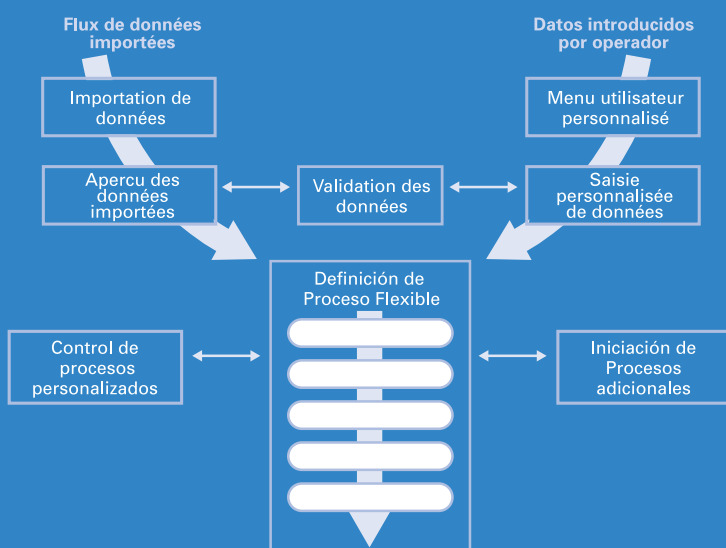 Flux de données
importées
Datos introducidos
por operador
Importation de
données
Menu utilisateur
personnalisé
Apercu des
données
importées
Validation des
données
Saisie
personnalisée
de données
Definición de
Proceso Flexible
Control de
procesos
personalizados
Iniciación de
Procesos
adicionales